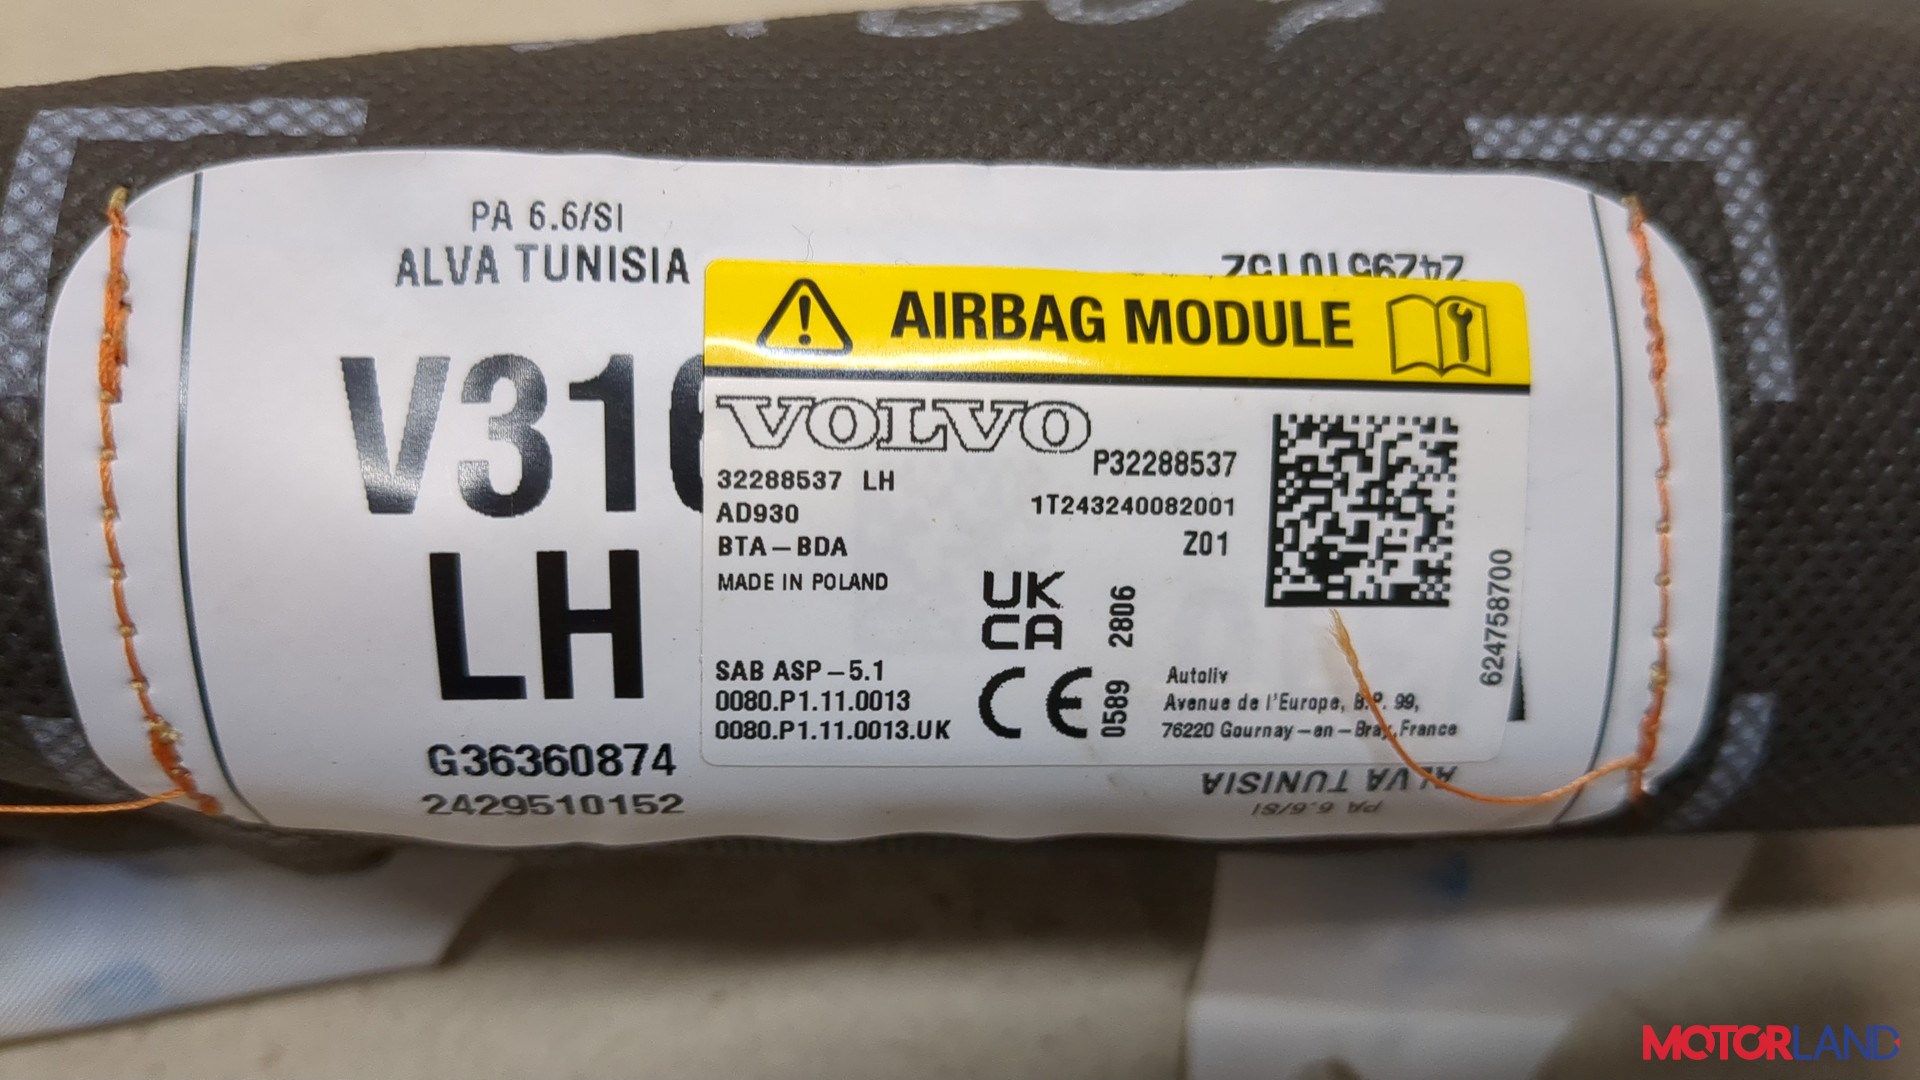 PA 6.6/SI
ALVA TUNISIA
2429510152
V316
LH
G36360874
2429510152
AIRBAG MODULE
VOLVO
P32288537
32288537 LH
1T243240082001
AD930
Z01
BTA-BDA
MADE IN POLAND
UK
CA
2806
SAB ASP-5.1
0080.P1.11.0013
0080.P1.11.0013.UK
CE
0589
Autoliv
Avenue de l'Europe, B.P. 99,
76220 Gournay-en-Bray, France
624758700
ALVA TUNISIA
PA 6.6/SI
MOTORLAND